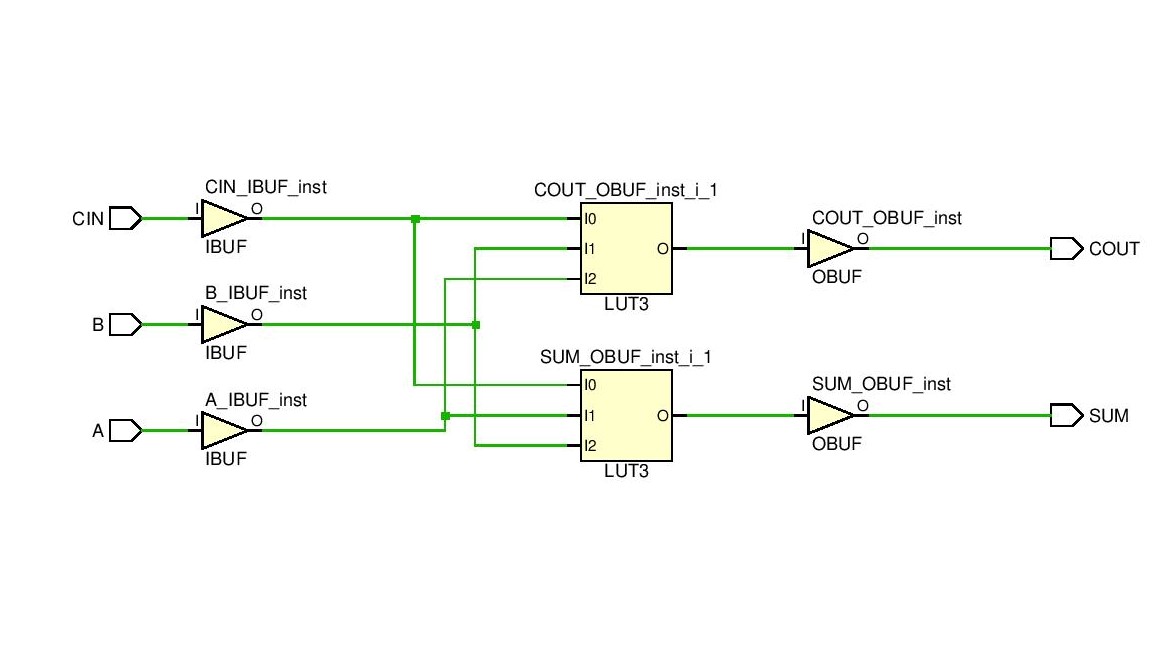 CIN_IBUF_inst
CIN
I
O
IBUF
B_IBUF_inst
B
I
O
IBUF
A_IBUF_inst
A
I
O
IBUF
COUT_OBUF_inst_i_1
I0
I1
I2
O
LUT3
SUM_OBUF_inst_i_1
I0
I1
I2
O
LUT3
COUT_OBUF_inst
I
O
OBUF
COUT
SUM_OBUF_inst
I
O
OBUF
SUM